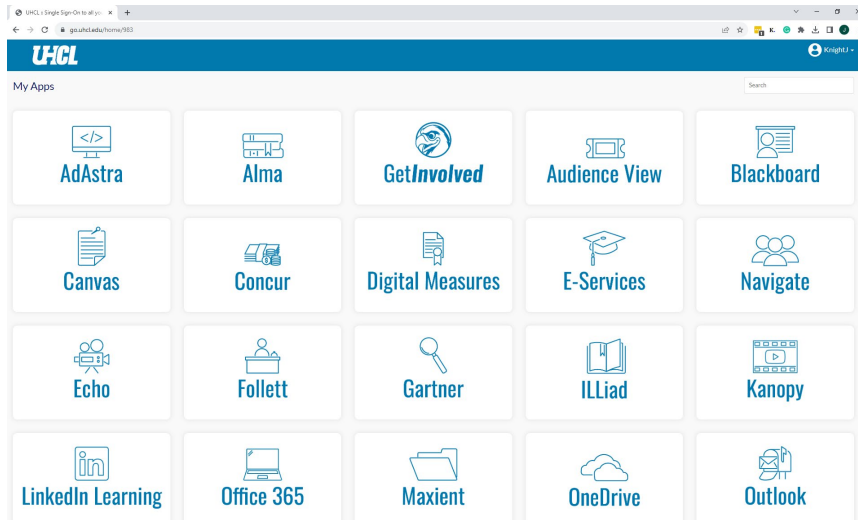 UHCL » Single Sign-On to all yo
go.uhcl.edu/home/983
K.
UHCL
KnightJ
My Apps
Search
</>
AdAstra
Alma
GetInvolved
Audience View
Blackboard
Canvas
Concur
Digital Measures
E-Services
Navigate
Echo
Follett
Gartner
ILLiad
Kanopy
in
LinkedIn Learning
Office 365
Maxient
OneDrive
Outlook